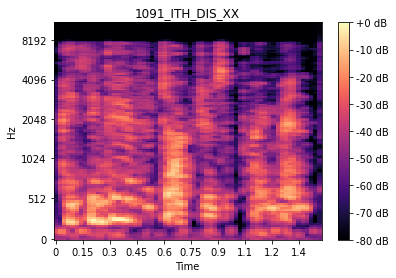 1091_ITH_DIS_XX
8192
4096
2048
1024
512
0
Hz
0 0.15 0.3 0.45 0.6 0.75 0.9 1.1 1.2 1.4
Time
+0 dB
-10 dB
-20 dB
-30 dB
-40 dB
-50 dB
-60 dB
-70 dB
-80 dB